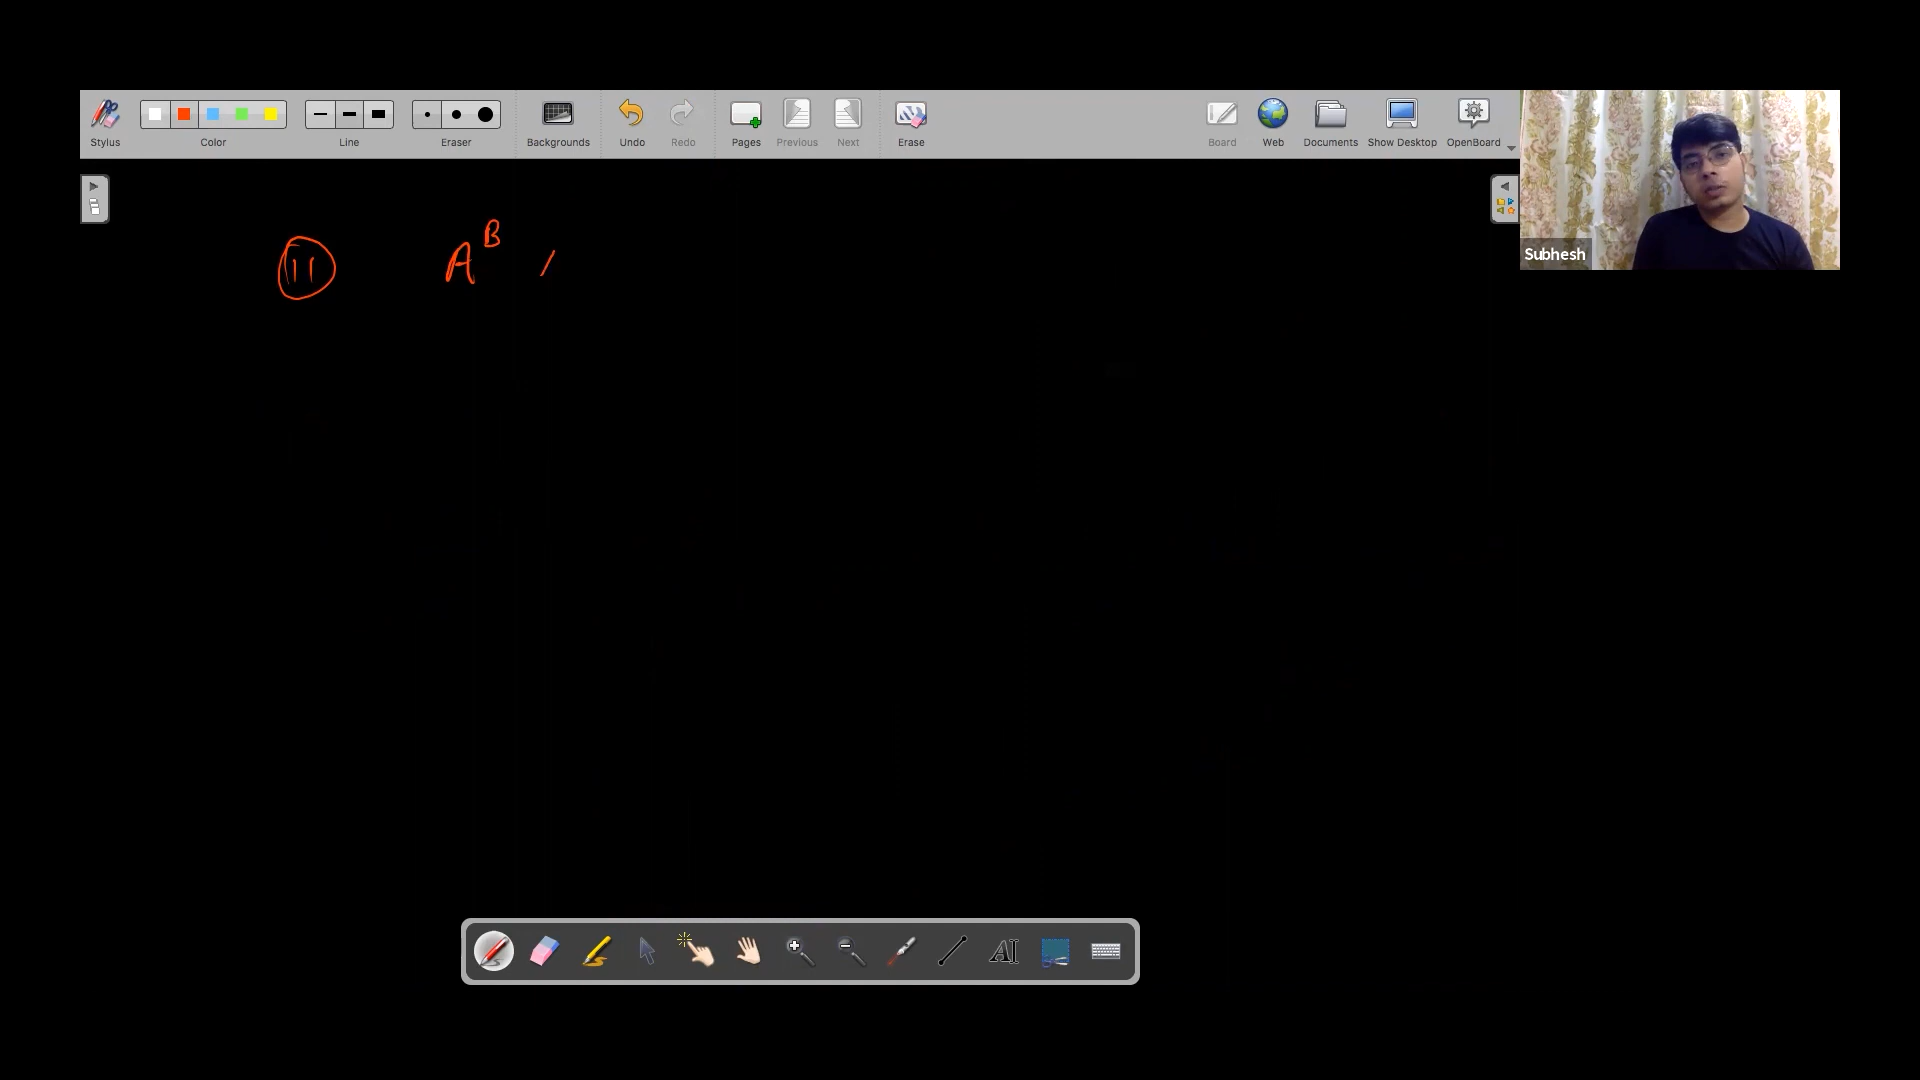 Stylus Color Line Eraser Backgrounds Undo Redo Pages Previous Next Erase Board Web Documents Show Desktop OpenBoard
Subhesh
11 A^B /
AI